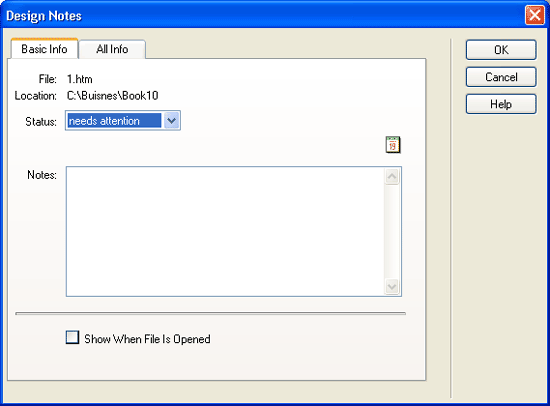 Design Notes
Basic Info All Info
File: 1.htm
Location: C:\Buisnes\Book10
Status: needs attention
19
Notes:
Show When File Is Opened
OK
Cancel
Help